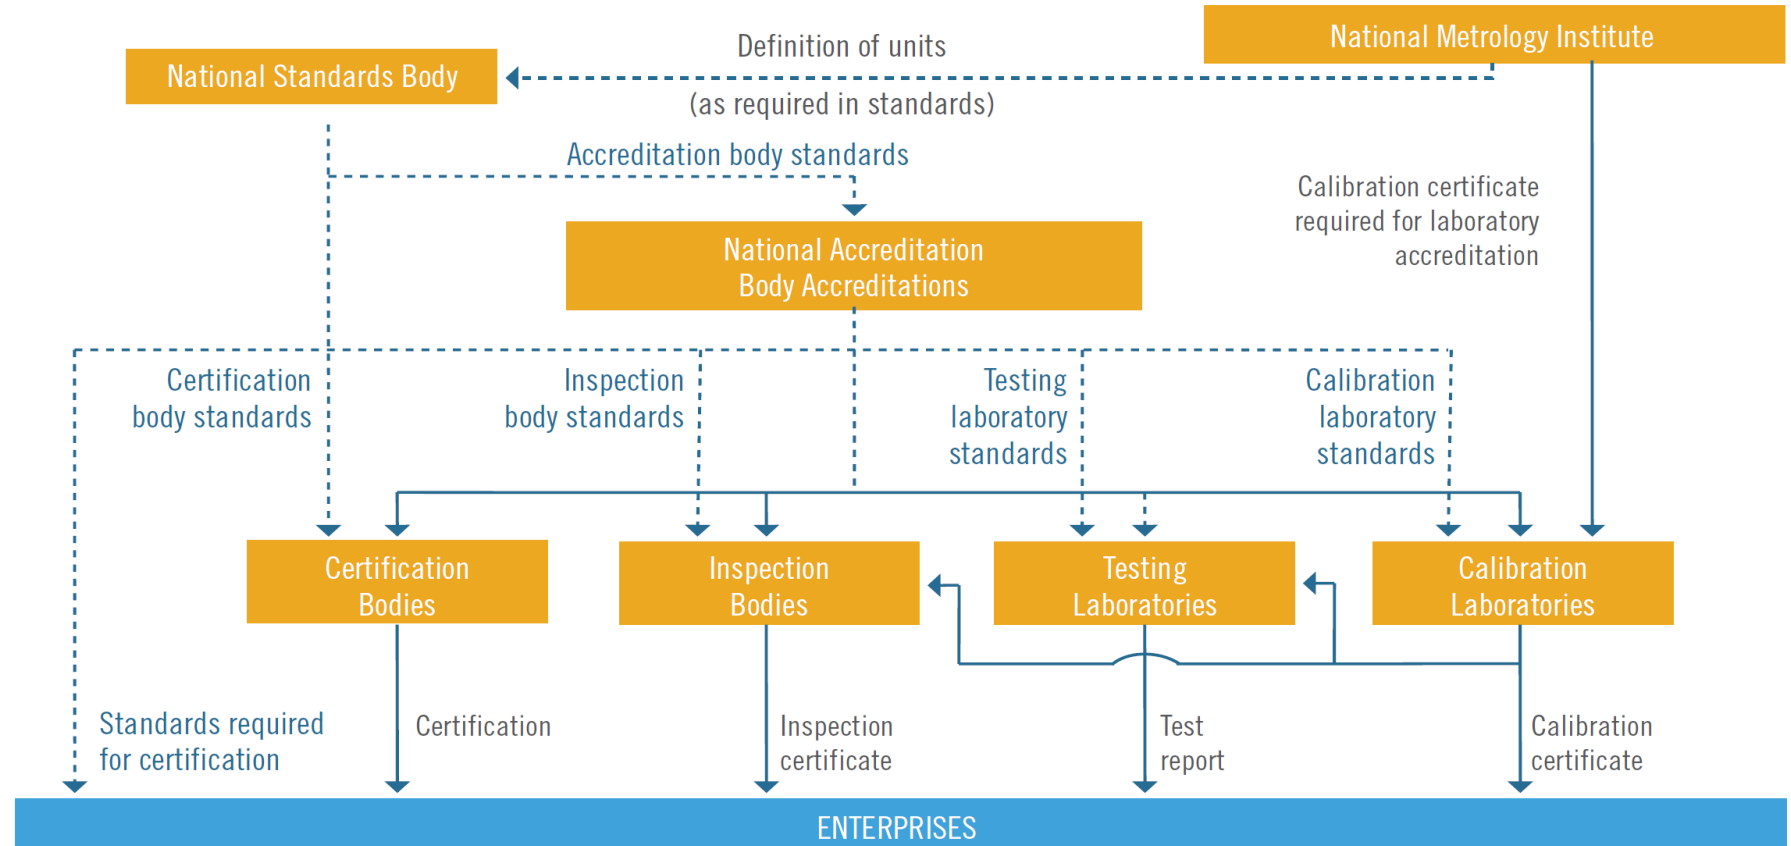 National Metrology Institute
Definition of units
National Standards Body
(as required in standards)
Accreditation body standards
Calibration certificate
required for laboratory
accreditation
National Accreditation
Body Accreditations
Certification
body standards
Inspection
body standards
Testing
laboratory
standards
Calibration
laboratory
standards
Certification
Bodies
Inspection
Bodies
Testing
Laboratories
Calibration
Laboratories
Standards required
for certification
Certification
Inspection
certificate
Test
report
Calibration
certificate
ENTERPRISES